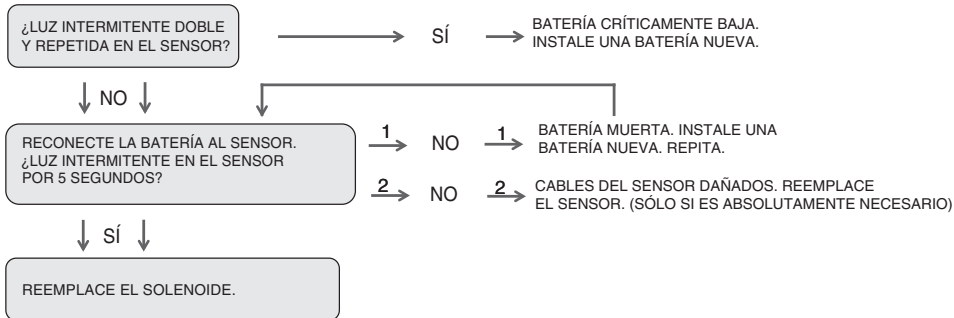 ¿LUZ INTERMITENTE DOBLE
Y REPETIDA EN EL SENSOR?
SÍ
BATERÍA CRÍTICAMENTE BAJA.
INSTALE UNA BATERÍA NUEVA.
NO
RECONECTE LA BATERÍA AL SENSOR.
¿LUZ INTERMITENTE EN EL SENSOR
POR 5 SEGUNDOS?
1
NO
1
BATERÍA MUERTA. INSTALE UNA
BATERÍA NUEVA. REPITA.
2
NO
2
CABLES DEL SENSOR DAÑADOS. REEMPLACE
EL SENSOR. (SÓLO SI ES ABSOLUTAMENTE NECESARIO)
SÍ
REEMPLACE EL SOLENOIDE.